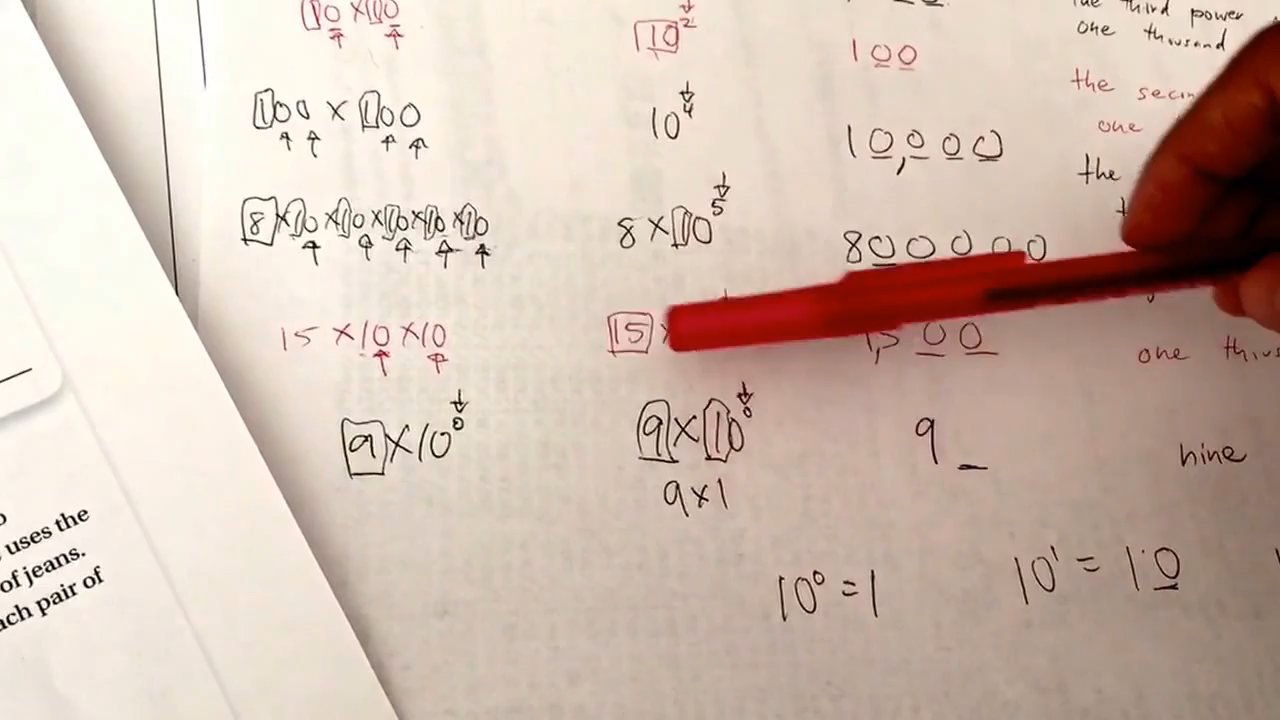 10 × 10 10² 100 the third power
one thousand
100 × 100 10⁴ 10,000 the
one
8×10×10×10×10×10 8×10⁵ 800000 the
15 ×10 ×10 15 1,500 one
9×10⁰ 9×10⁰ 9 _ nine
9×1
10⁰ = 1 10¹ = 10
uses the
of jeans.
pair of